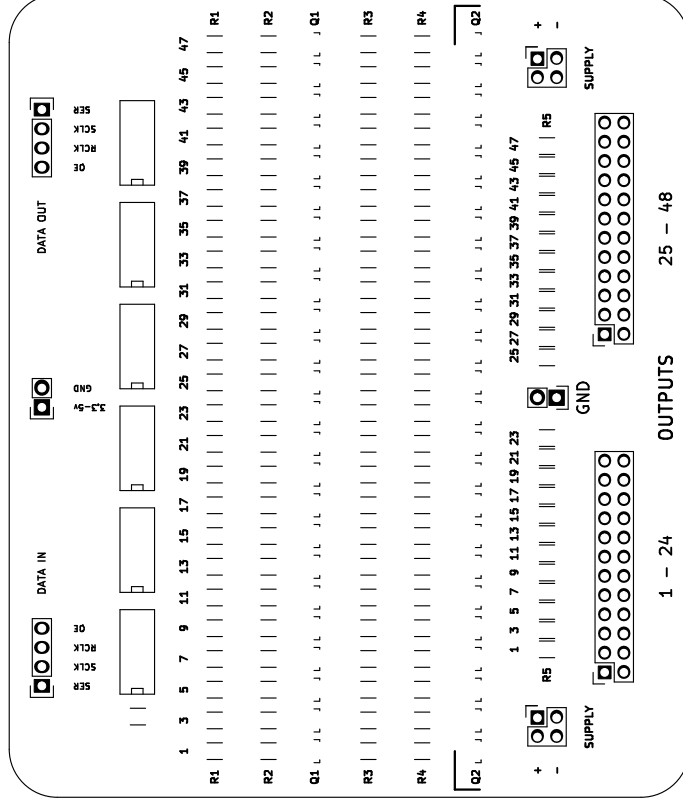 DATA IN DATA OUT
SER SCLK RCLK OE 3,3-5v GND OE RCLK SCLK SER
1 3 5 7 9 11 13 15 17 19 21 23 25 27 29 31 33 35 37 39 41 43 45 47
R1 R1
R2 R2
Q1 Q1
R3 R3
R4 R4
Q2 Q2
1 3 5 7 9 11 13 15 17 19 21 23 25 27 29 31 33 35 37 39 41 43 45 47
+ R5 R5 +
- -
GND
SUPPLY SUPPLY
1 - 24 OUTPUTS 25 - 48